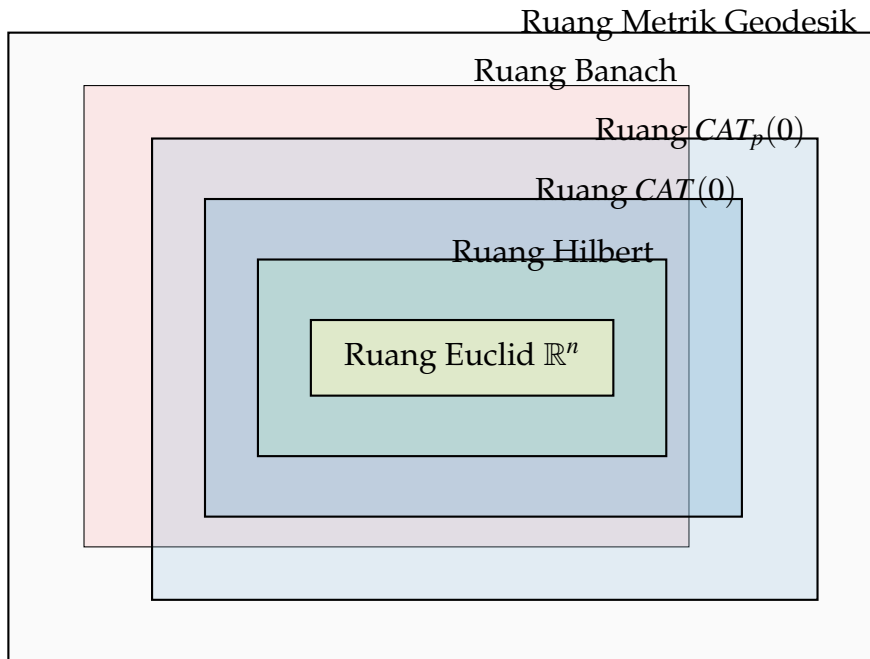 Ruang Metrik Geodesik
Ruang Banach
Ruang CATₚ(0)
Ruang CAT(0)
Ruang Hilbert
Ruang Euclid ℝⁿ